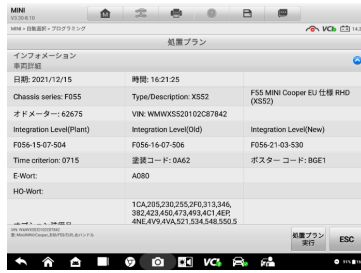 MINI
V3.30-8.10
MINI > 自動選択 > プログラミング
VCI
処置プラン
インフォメーション
車両詳細
日期: 2021/12/15
時間: 16:21:25
Chassis series: F055
Type/Description: XS52
F55 MINI Cooper EU 仕様 RHD (XS52)
オドメーター: 62675
VIN: WMWXS520102C87842
Integration Level(Plant)
Integration Level(Old)
Integration Level(New)
F056-15-07-504
F056-16-07-506
F056-21-03-530
Time criterion: 0715
塗装コード: 0A62
ポスター コード: BGE1
E-Wort:
A080
HO-Wort:
1CA,205,230,255,2F0,313,346,
382,423,450,473,493,4C1,4EP,
4NE,4V9,4VA,521,534,548,550,5
VIN WMWXS520102C87842
処置プラン
実行
ESC
VCI